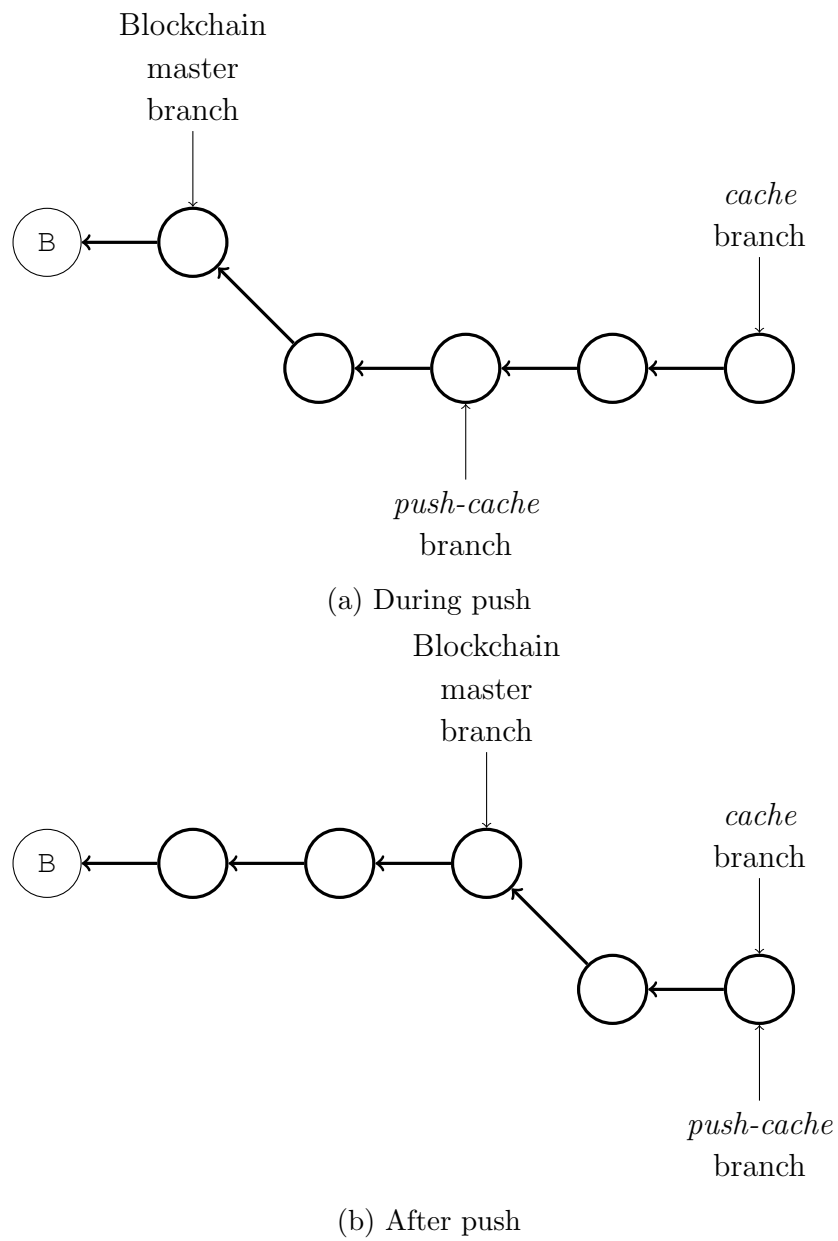 Blockchain
master
branch
cache
branch
B
push-cache
branch
(a) During push
Blockchain
master
branch
cache
branch
B
push-cache
branch
(b) After push